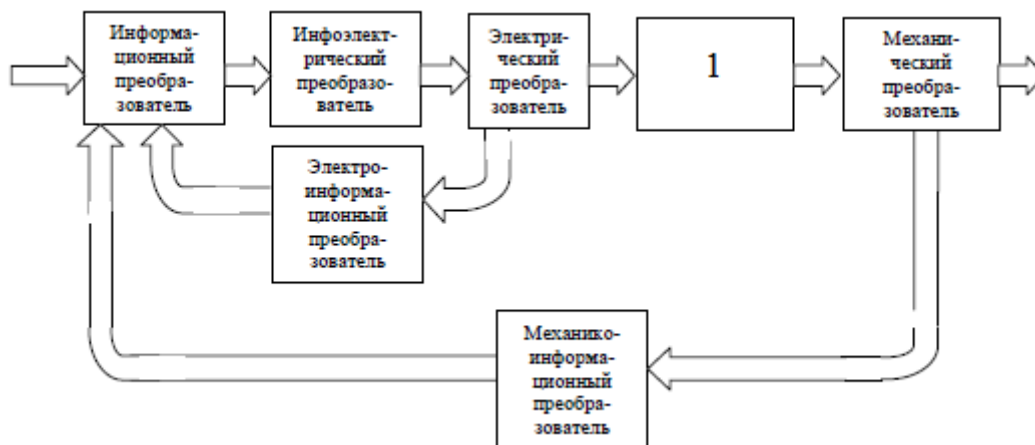 Информа-
ционный
преобра-
зователь
Инфоэлект-
рический
преобразо-
ватель
Электри-
ческий
преобра-
зователь
1
Механи-
ческий
преобра-
зователь
Электро-
информа-
ционный
преобра-
зователь
Механико-
информа-
ционный
преобра-
зователь